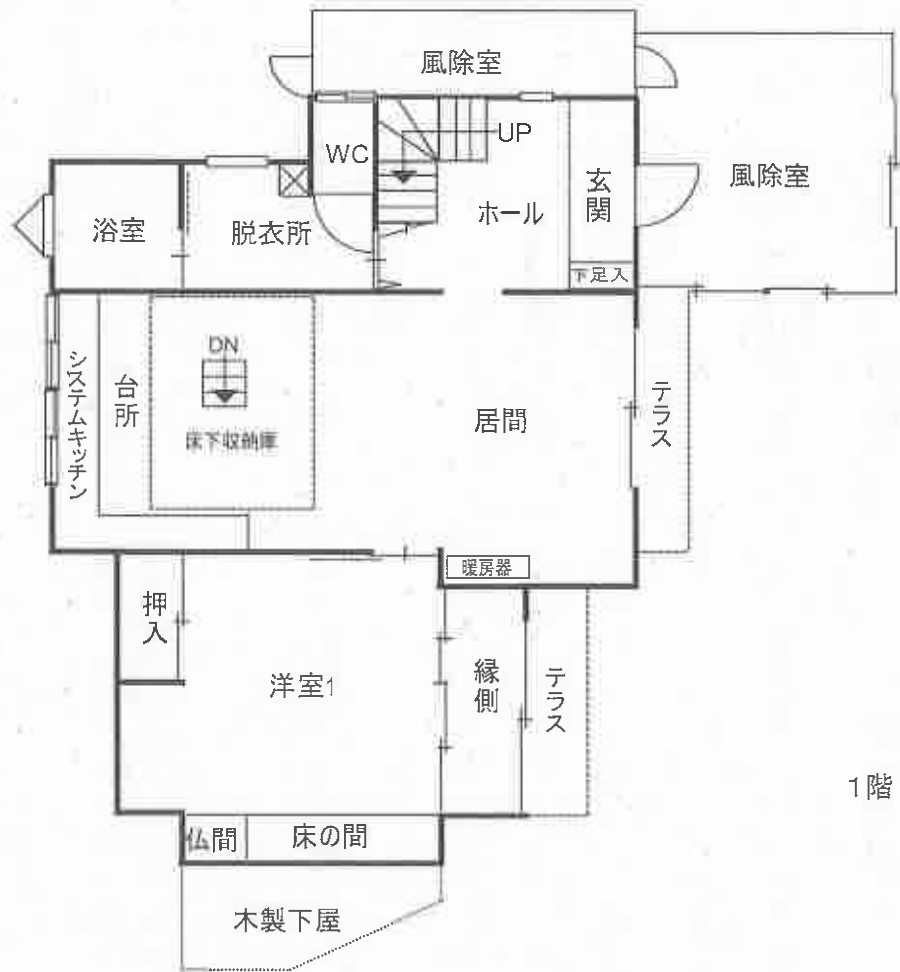 風除室
WC
UP
玄関
風除室
浴室
脱衣所
ホール
下足入
DN
床下収納庫
システムキッチン
台所
居間
テラス
暖房器
押入
洋室1
縁側
テラス
1階
仏間
床の間
木製下屋